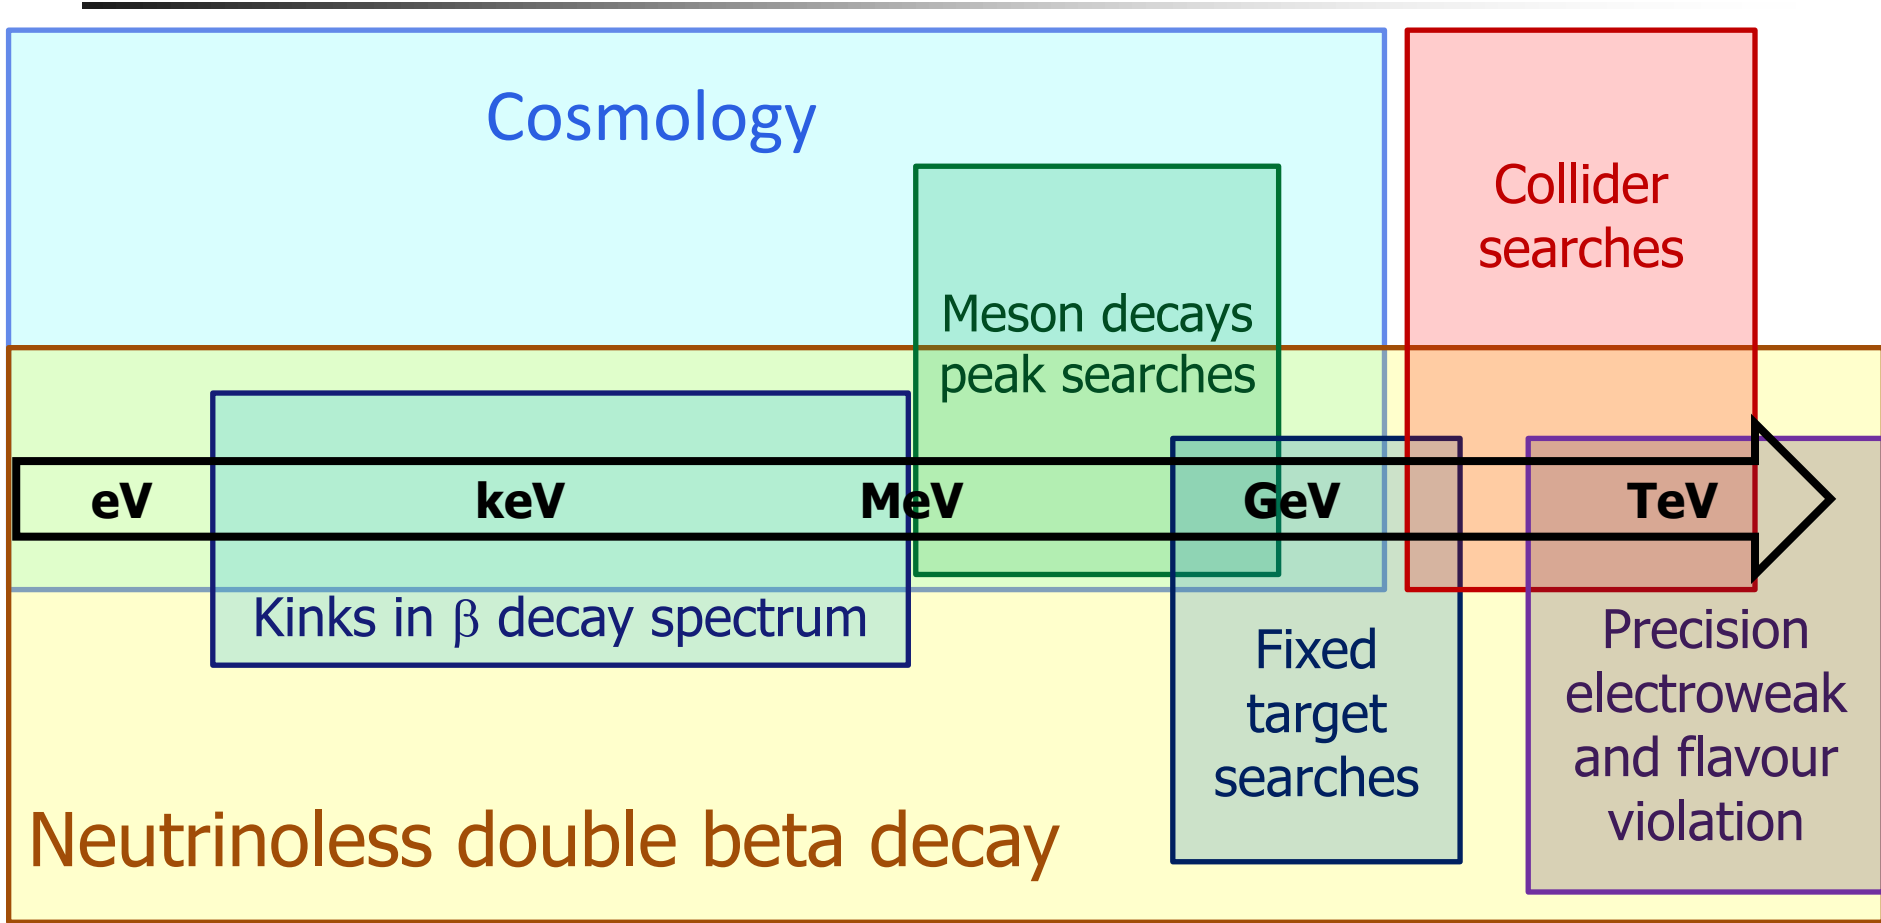 Cosmology
Collider
searches
Meson decays
peak searches
eV keV MeV GeV TeV
Kinks in β decay spectrum
Fixed
target
searches
Precision
electroweak
and flavour
violation
Neutrinoless double beta decay